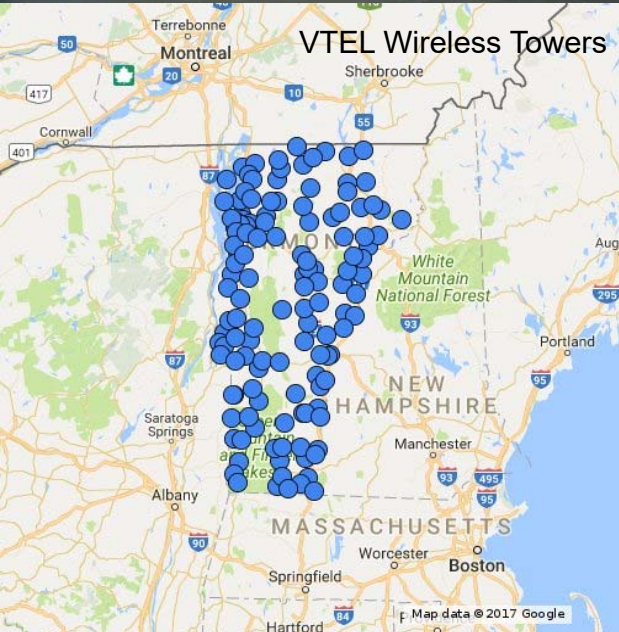 Terrebonne
50
VTEL Wireless Towers
Montreal
Sherbrooke
20
417
10
55
Cornwall
401
87
MON
White
Mountain
National Forest
Aug
295
93
Portland
87
95
NEW
HAMPSHIRE
Saratoga
Springs
Manchester
93
495
95
Albany
MASSACHUSETTS
90
Worcester
Boston
Springfield
84
Map data © 2017 Google
Hartford